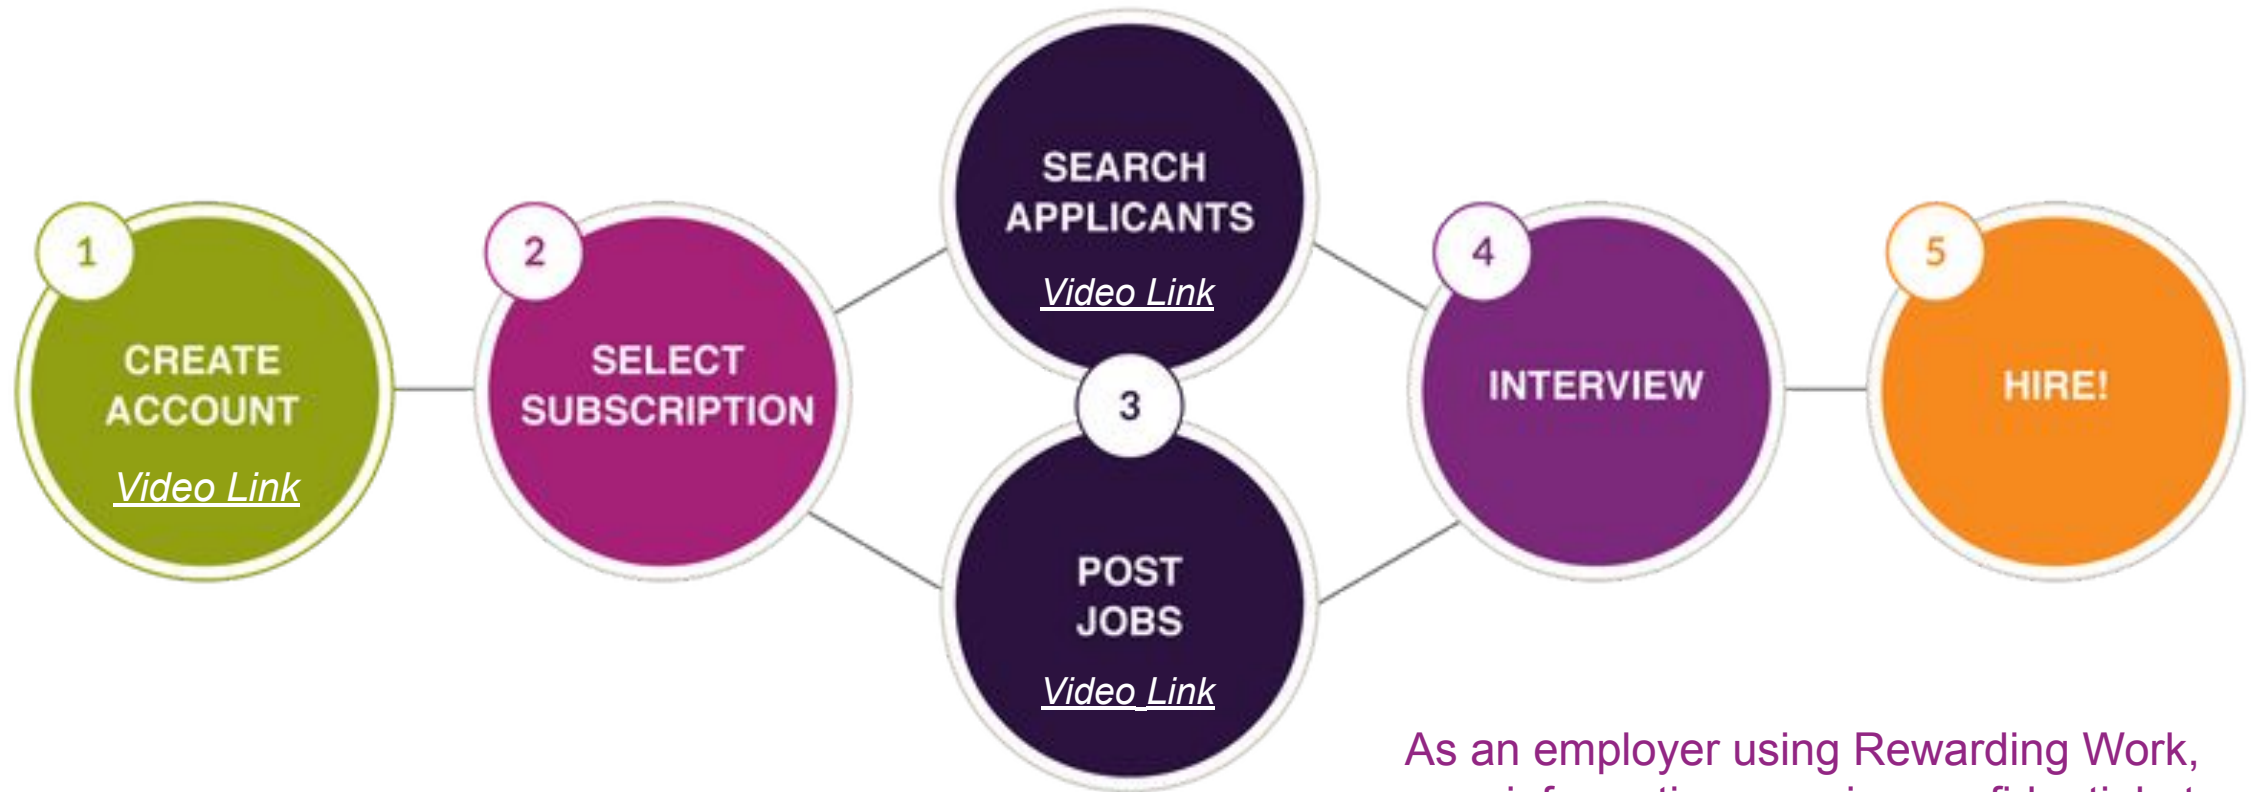 1
CREATE
ACCOUNT
Video Link
2
SELECT
SUBSCRIPTION
SEARCH
APPLICANTS
Video Link
3
POST
JOBS
Video Link
4
INTERVIEW
5
HIRE!
As an employer using Rewarding Work,